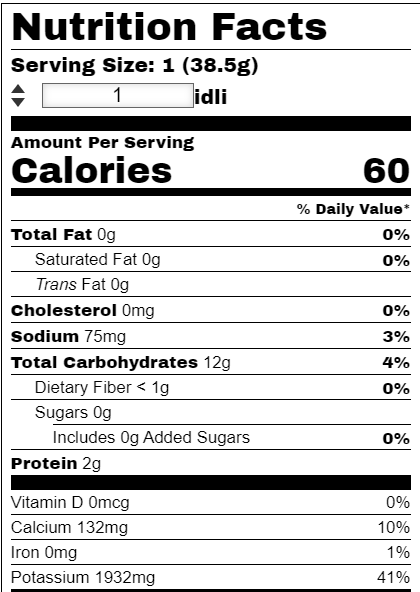 Nutrition Facts
Serving Size: 1 (38.5g)
1 idli
Amount Per Serving
Calories 60
% Daily Value*
Total Fat 0g 0%
Saturated Fat 0g 0%
Trans Fat 0g
Cholesterol 0mg 0%
Sodium 75mg 3%
Total Carbohydrates 12g 4%
Dietary Fiber < 1g 0%
Sugars 0g
Includes 0g Added Sugars 0%
Protein 2g
Vitamin D 0mcg 0%
Calcium 132mg 10%
Iron 0mg 1%
Potassium 1932mg 41%